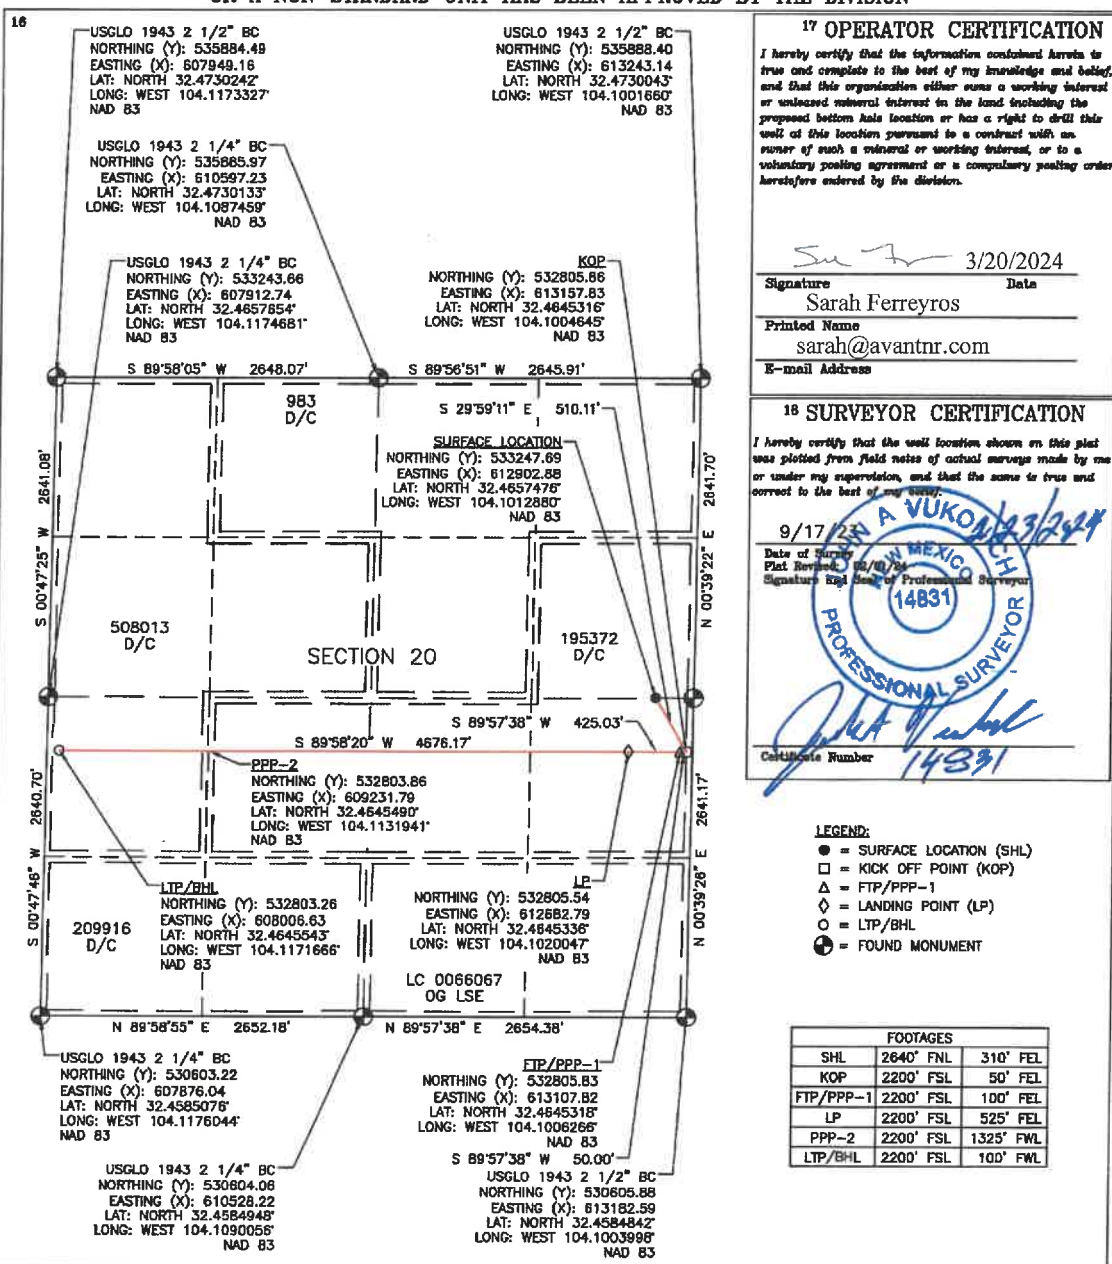 OR A NON-STANDARD UNIT HAS BEEN APPROVED BY THE DIVISION
16
USGLO 1943 2 1/2" BC
NORTHING (Y): 535884.49
EASTING (X): 607949.16
LAT: NORTH 32.4730242°
LONG: WEST 104.1173327°
NAD 83
USGLO 1943 2 1/2" BC
NORTHING (Y): 535888.40
EASTING (X): 613243.14
LAT: NORTH 32.4730043°
LONG: WEST 104.1001660°
NAD 83
USGLO 1943 2 1/4" BC
NORTHING (Y): 535885.97
EASTING (X): 610597.23
LAT: NORTH 32.4730133°
LONG: WEST 104.1087459°
NAD 83
USGLO 1943 2 1/4" BC
NORTHING (Y): 533243.66
EASTING (X): 607912.74
LAT: NORTH 32.4657854°
LONG: WEST 104.1174681°
NAD 83
KOP
NORTHING (Y): 532805.86
EASTING (X): 613157.83
LAT: NORTH 32.4645316°
LONG: WEST 104.1004645°
NAD 83
S 89°58'05" W 2648.07'
S 89°56'51" W 2645.91'
983
D/C
S 29°59'11" E 510.11'
SURFACE LOCATION
NORTHING (Y): 533247.69
EASTING (X): 612902.88
LAT: NORTH 32.4657476°
LONG: WEST 104.1012880°
NAD 83
S 00°47'25" W 2641.08'
N 00°39'22" E 2641.70'
508013
D/C
SECTION 20
195372
D/C
S 89°57'38" W 425.03'
S 89°58'20" W 4676.17'
PPP-2
NORTHING (Y): 532803.86
EASTING (X): 609231.79
LAT: NORTH 32.4645490°
LONG: WEST 104.1131941°
NAD 83
S 00°47'46" W 2640.70'
N 00°39'26" E 2641.17'
LTP/BHL
NORTHING (Y): 532803.26
EASTING (X): 608006.63
LAT: NORTH 32.4645543°
LONG: WEST 104.1171666°
NAD 83
LP
NORTHING (Y): 532805.54
EASTING (X): 612682.79
LAT: NORTH 32.4645336°
LONG: WEST 104.1020047°
NAD 83
209916
D/C
LC 0066067
OG LSE
N 89°58'55" E 2652.18'
N 89°57'38" E 2654.38'
USGLO 1943 2 1/4" BC
NORTHING (Y): 530603.22
EASTING (X): 607876.04
LAT: NORTH 32.4585076°
LONG: WEST 104.1176044°
NAD 83
FTP/PPP-1
NORTHING (Y): 532805.83
EASTING (X): 613107.82
LAT: NORTH 32.4645318°
LONG: WEST 104.1006266°
NAD 83
S 89°57'38" W 50.00'
USGLO 1943 2 1/4" BC
NORTHING (Y): 530604.06
EASTING (X): 610528.22
LAT: NORTH 32.4584948°
LONG: WEST 104.1090056°
NAD 83
USGLO 1943 2 1/2" BC
NORTHING (Y): 530605.88
EASTING (X): 613182.59
LAT: NORTH 32.4584842°
LONG: WEST 104.1003998°
NAD 83
17 OPERATOR CERTIFICATION
I hereby certify that the information contained herein is
true and complete to the best of my knowledge and belief,
and that this organization either owns a working interest
or unleased mineral interest in the land including the
proposed bottom hole location or has a right to drill this
well at this location pursuant to a contract with an
owner of such a mineral or working interest, or to a
voluntary pooling agreement or a compulsory pooling order
heretofore entered by the division.
3/20/2024
Signature Date
Sarah Ferreyros
Printed Name
sarah@avantnr.com
E-mail Address
18 SURVEYOR CERTIFICATION
I hereby certify that the well location shown on this plat
was plotted from field notes of actual surveys made by me
or under my supervision, and that the same is true and
correct to the best of my belief.
9/17/23
Date of Survey
Plat Revised:
Signature and Seal of Professional Surveyor
JOHN A VUKOVICH
NEW MEXICO
14831
PROFESSIONAL SURVEYOR
Certificate Number 14831
LEGEND:
● = SURFACE LOCATION (SHL)
□ = KICK OFF POINT (KOP)
△ = FTP/PPP-1
◊ = LANDING POINT (LP)
○ = LTP/BHL
= FOUND MONUMENT
FOOTAGES
SHL 2640' FNL 310' FEL
KOP 2200' FSL 50' FEL
FTP/PPP-1 2200' FSL 100' FEL
LP 2200' FSL 525' FEL
PPP-2 2200' FSL 1325' FWL
LTP/BHL 2200' FSL 100' FWL